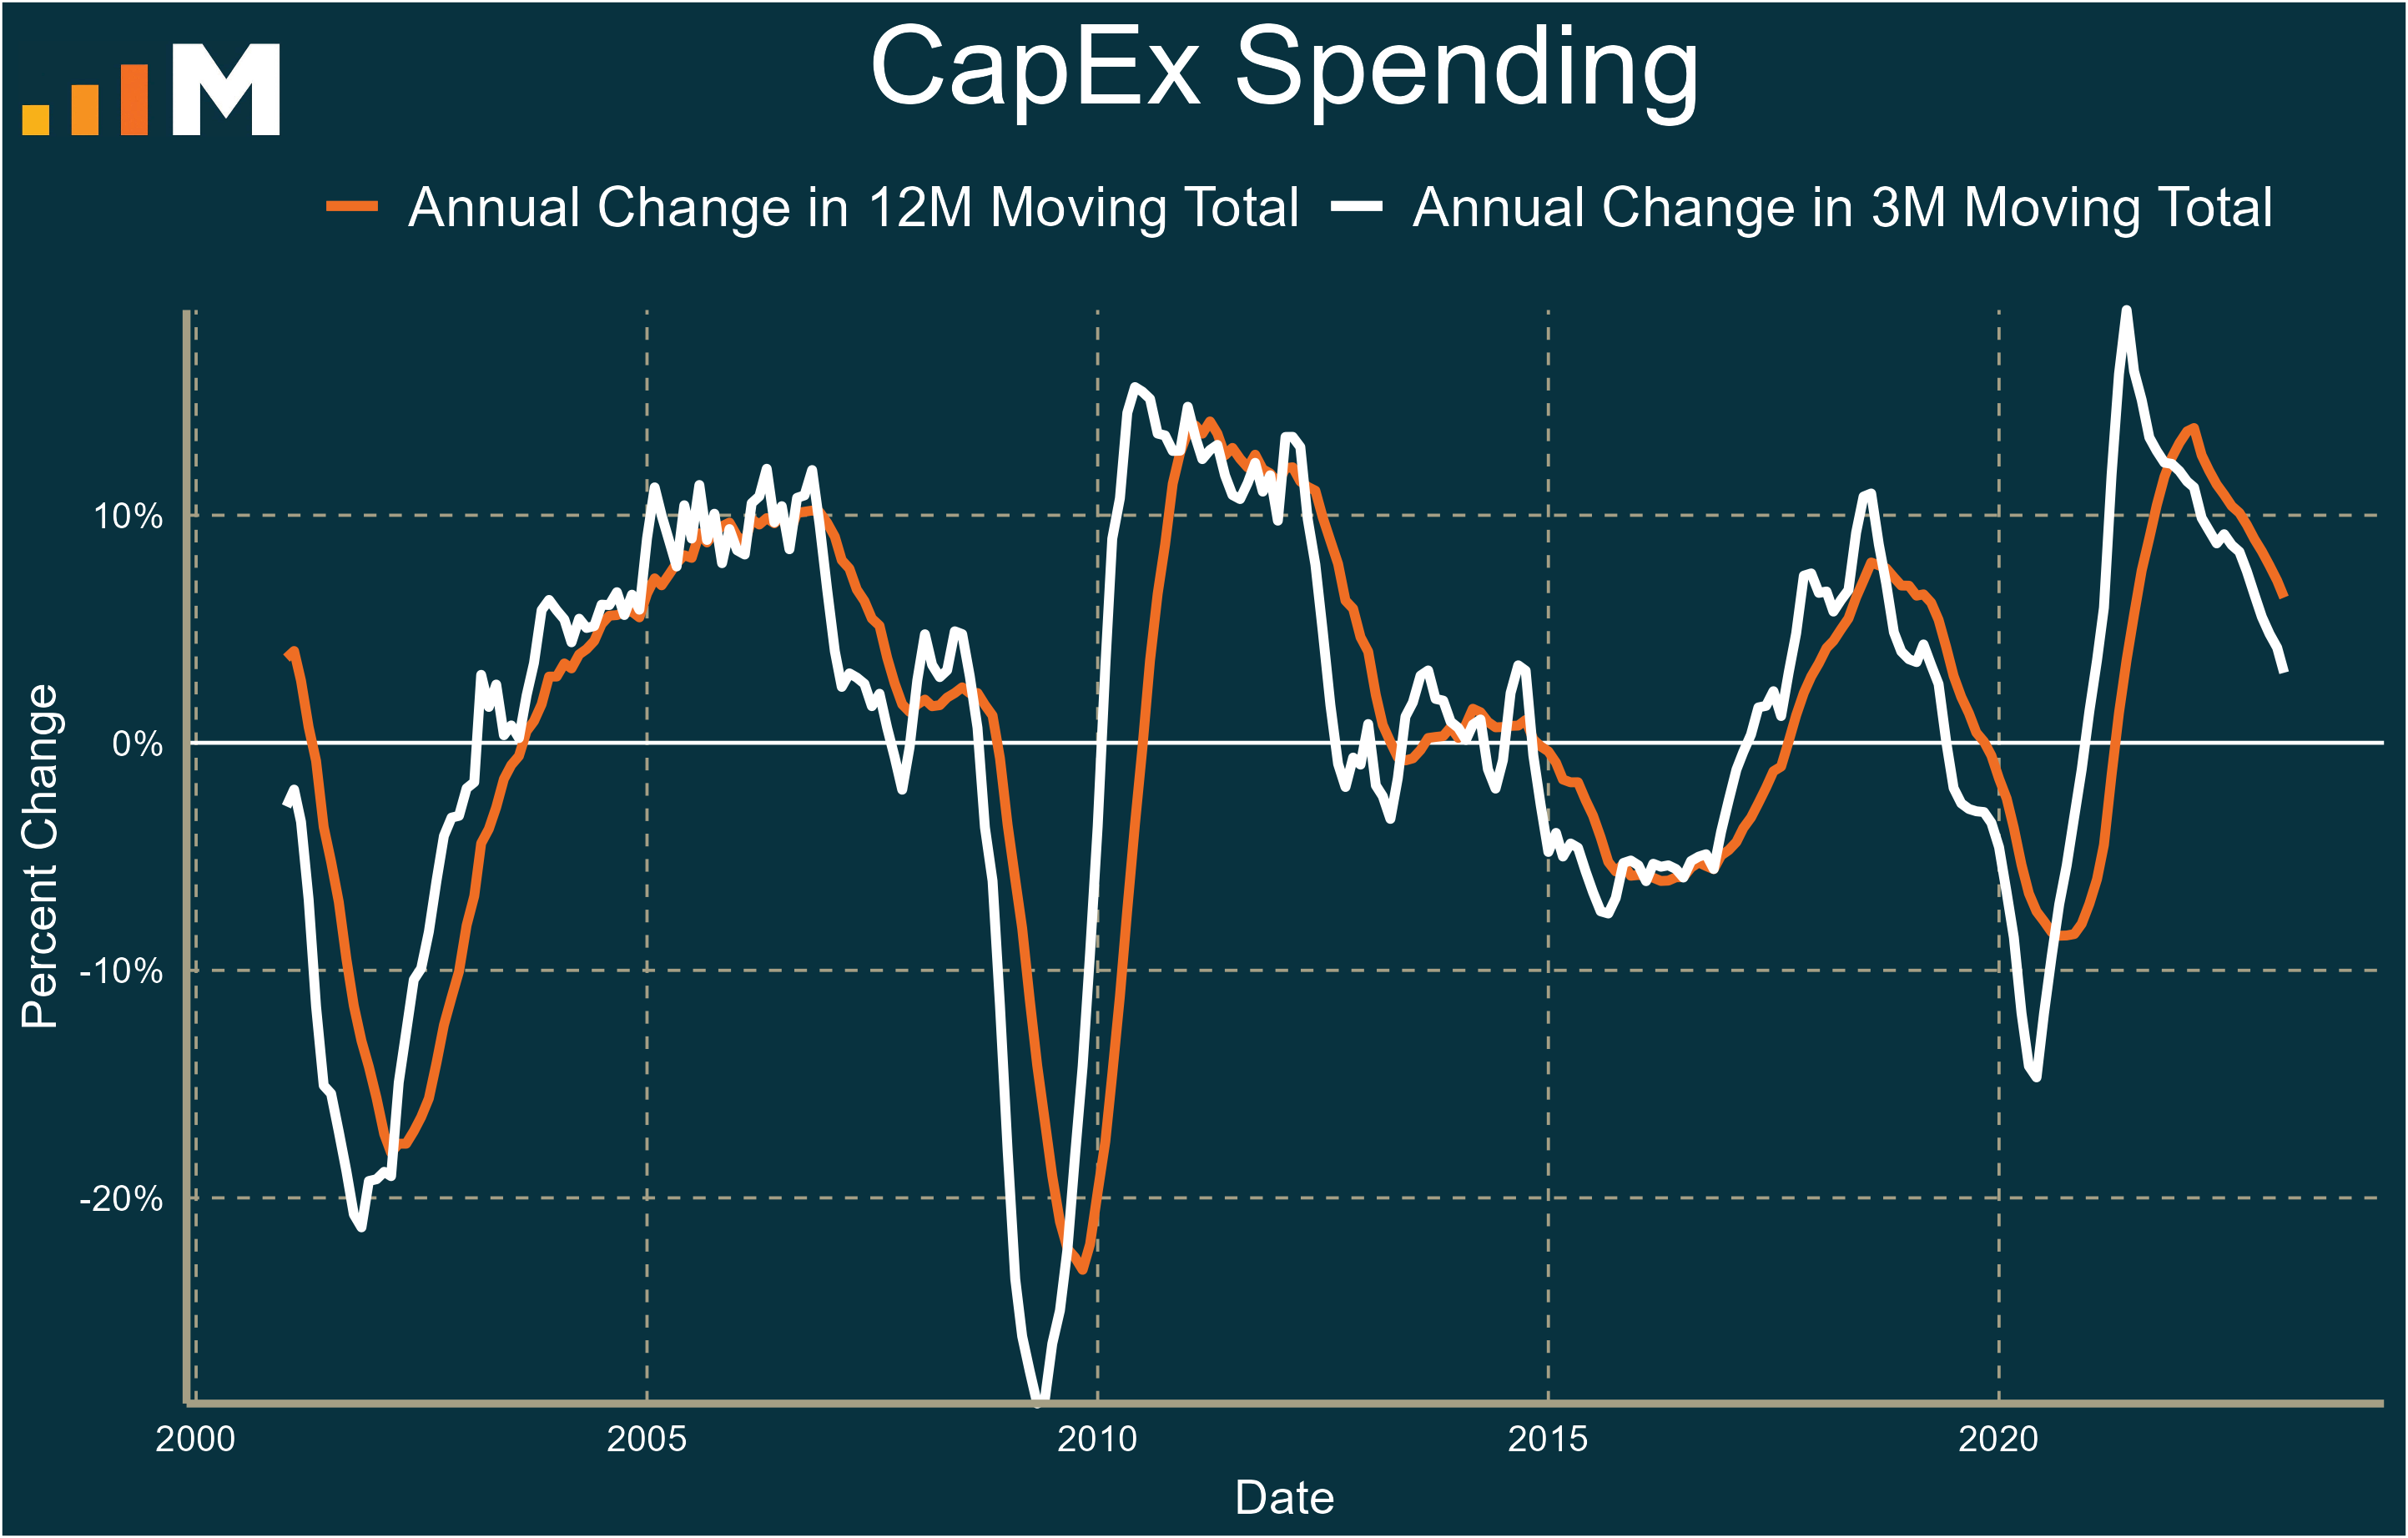 M
CapEx Spending
Annual Change in 12M Moving Total Annual Change in 3M Moving Total
Percent Change
10%
0%
-10%
-20%
2000 2005 2010 2015 2020
Date